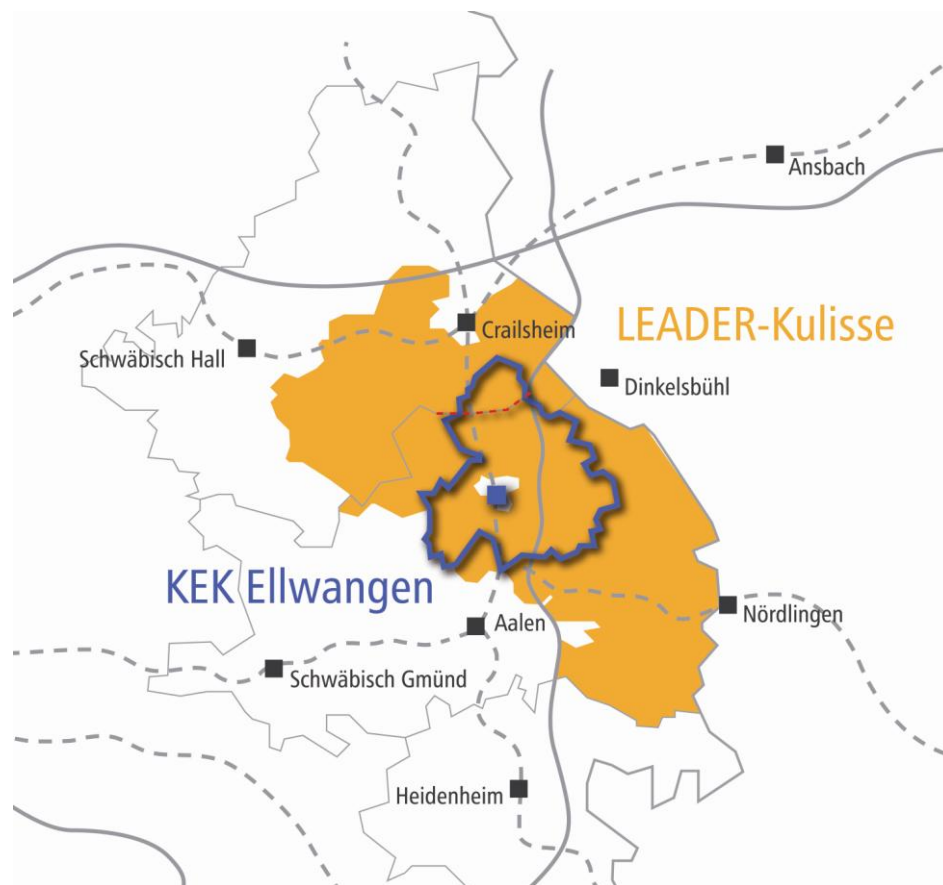 Ansbach
LEADER-Kulisse
Crailsheim
Schwäbisch Hall
Dinkelsbühl
KEK Ellwangen
Nördlingen
Aalen
Schwäbisch Gmünd
Heidenheim